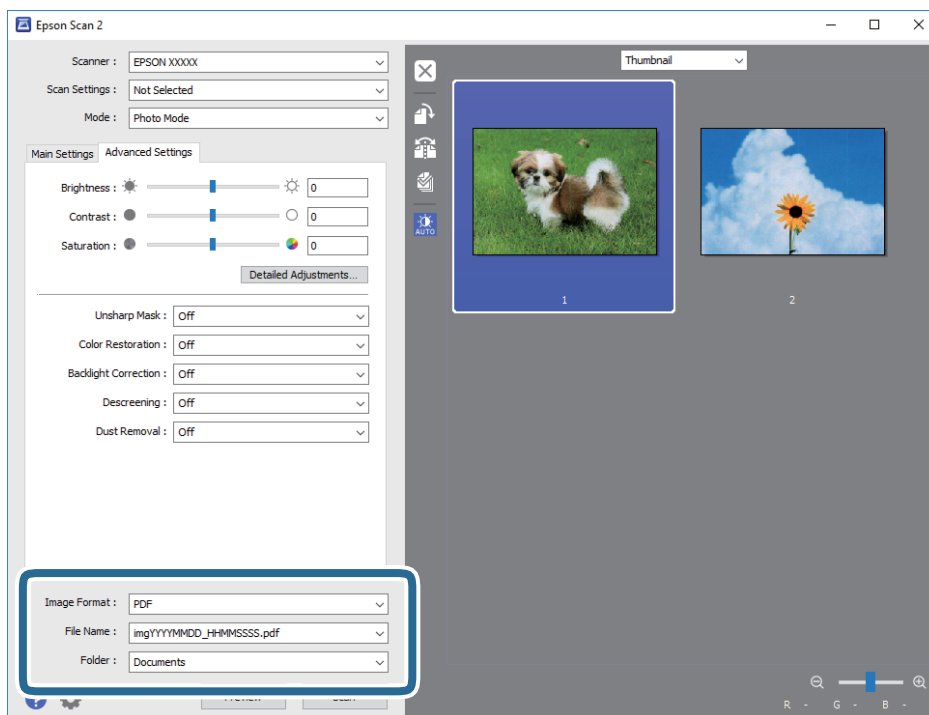 Epson Scan 2
Scanner : EPSON XXXXX
Scan Settings : Not Selected
Mode : Photo Mode
Main Settings Advanced Settings
Brightness : 0
Contrast : 0
Saturation : 0
Detailed Adjustments...
Unsharp Mask : Off
Color Restoration : Off
Backlight Correction : Off
Descreening : Off
Dust Removal : Off
Image Format : PDF
File Name : imgYYYYMMDD_HHMMSSSS.pdf
Folder : Documents
?
Thumbnail
AUTO
1 2
R - G - B -